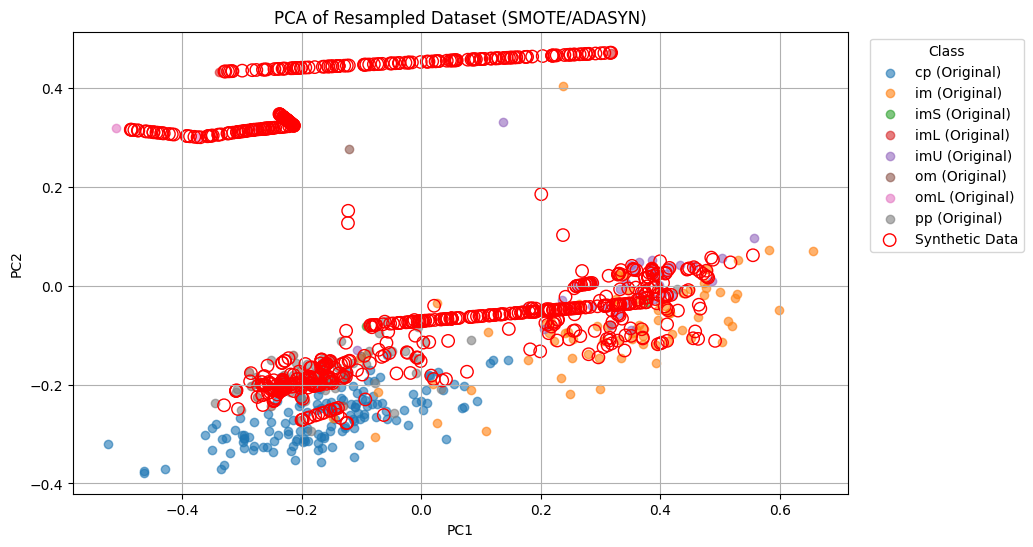 PCA of Resampled Dataset (SMOTE/ADASYN)
Class
cp (Original)
im (Original)
imS (Original)
imL (Original)
imU (Original)
om (Original)
omL (Original)
pp (Original)
Synthetic Data
PC2
0.4
0.2
0.0
−0.2
−0.4
−0.4
−0.2
0.0
0.2
0.4
0.6
PC1